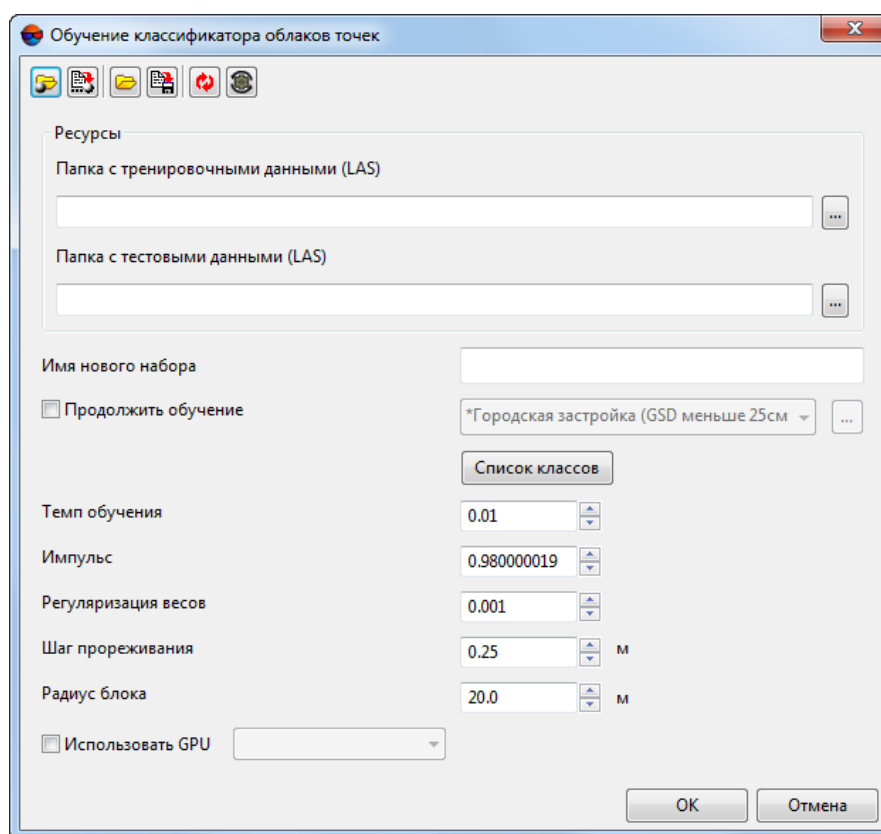 Обучение классификатора облаков точек
Ресурсы
Папка с тренировочными данными (LAS)
...
Папка с тестовыми данными (LAS)
...
Имя нового набора
Продолжить обучение
*Городская застройка (GSD меньше 25см
...
Список классов
Темп обучения
0.01
Импульс
0.980000019
Регуляризация весов
0.001
Шаг прореживания
0.25
м
Радиус блока
20.0
м
Использовать GPU
OK
Отмена